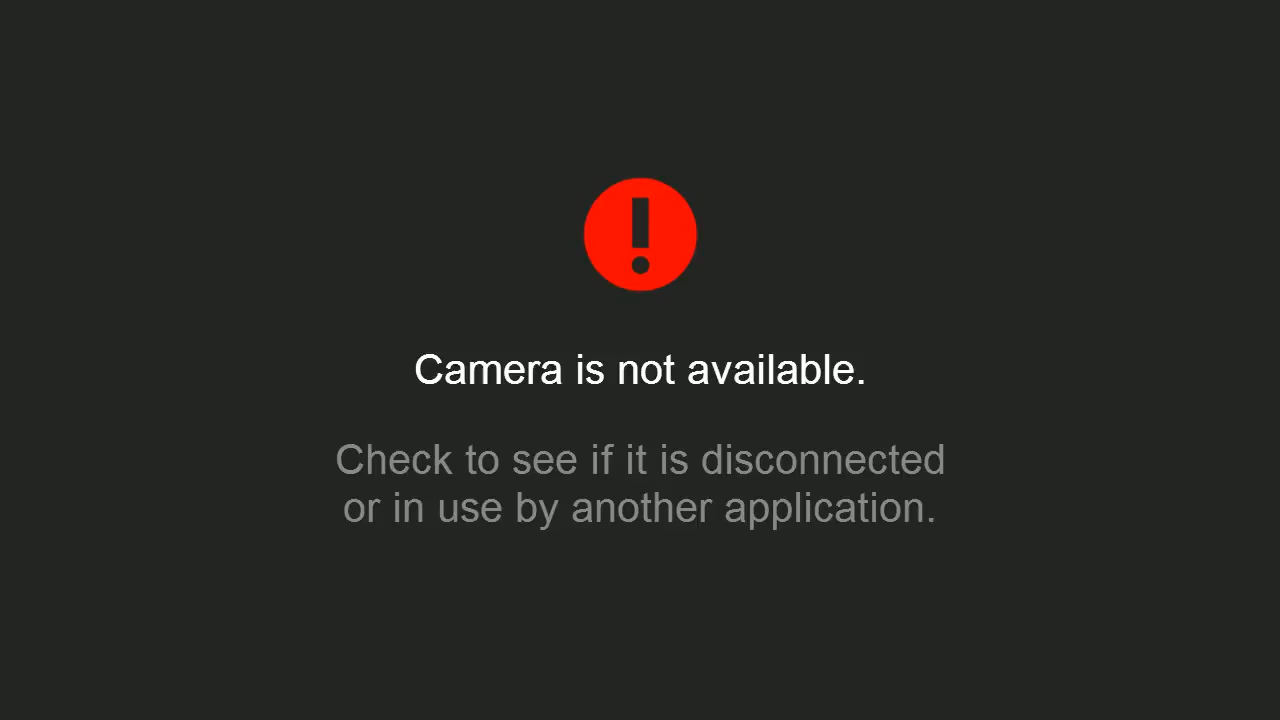 Camera is not available.
Check to see if it is disconnected
or in use by another application.